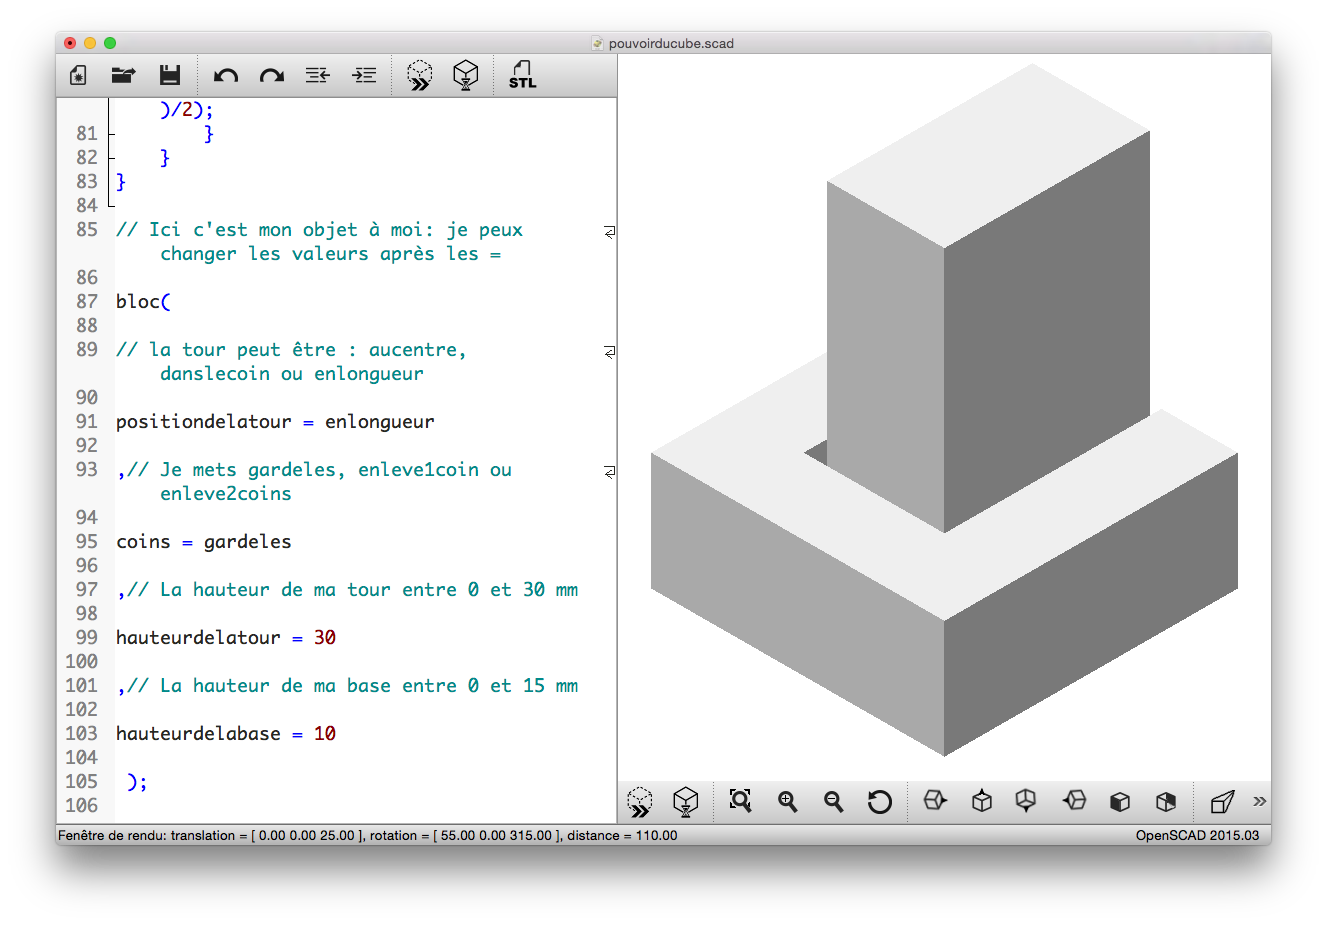 pouvoirducube.scad
STL
)/2);
81 }
82 }
83 }
84
85 // Ici c'est mon objet à moi: je peux
changer les valeurs après les =
86
87 bloc(
88
89 // la tour peut être : aucentre,
danslecoin ou enlongueur
90
91 positiondelatour = enlongueur
92
93 ,// Je mets gardeles, enleve1coin ou
enleve2coins
94
95 coins = gardeles
96
97 ,// La hauteur de ma tour entre 0 et 30 mm
98
99 hauteurdelatour = 30
100
101 ,// La hauteur de ma base entre 0 et 15 mm
102
103 hauteurdelabase = 10
104
105 );
106
Fenêtre de rendu: translation = [ 0.00 0.00 25.00 ], rotation = [ 55.00 0.00 315.00 ], distance = 110.00
OpenSCAD 2015.03